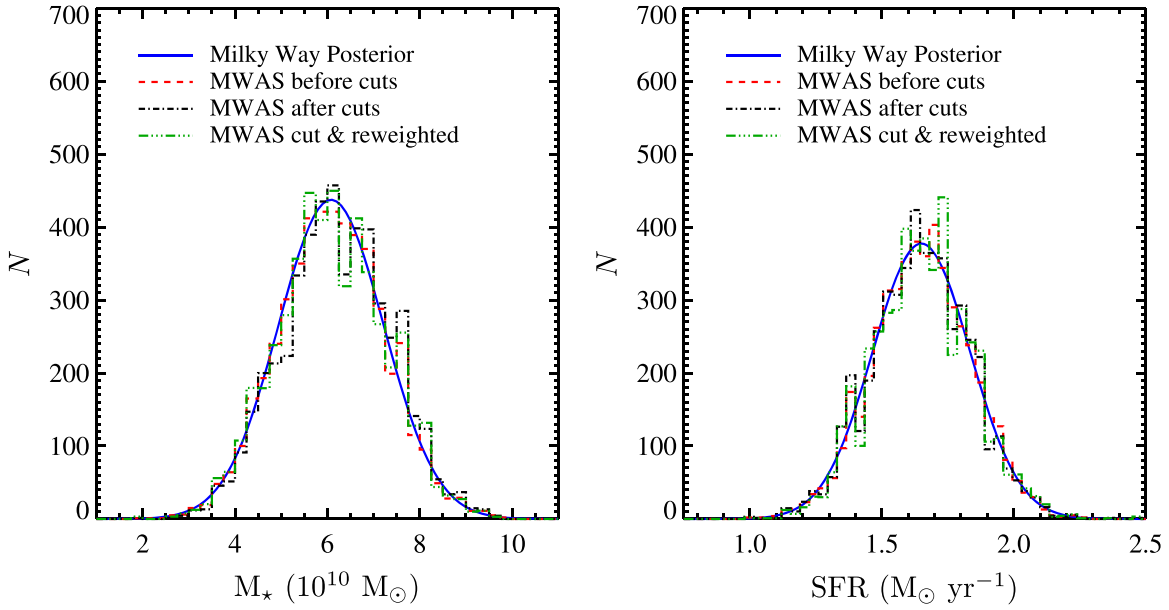 700
600
500
400
300
200
100
0
N
Milky Way Posterior
MWAS before cuts
MWAS after cuts
MWAS cut & reweighted
2 4 6 8 10
M⋆ (10¹⁰ M⊙)
700
600
500
400
300
200
100
0
N
Milky Way Posterior
MWAS before cuts
MWAS after cuts
MWAS cut & reweighted
1.0 1.5 2.0 2.5
SFR (M⊙ yr⁻¹)